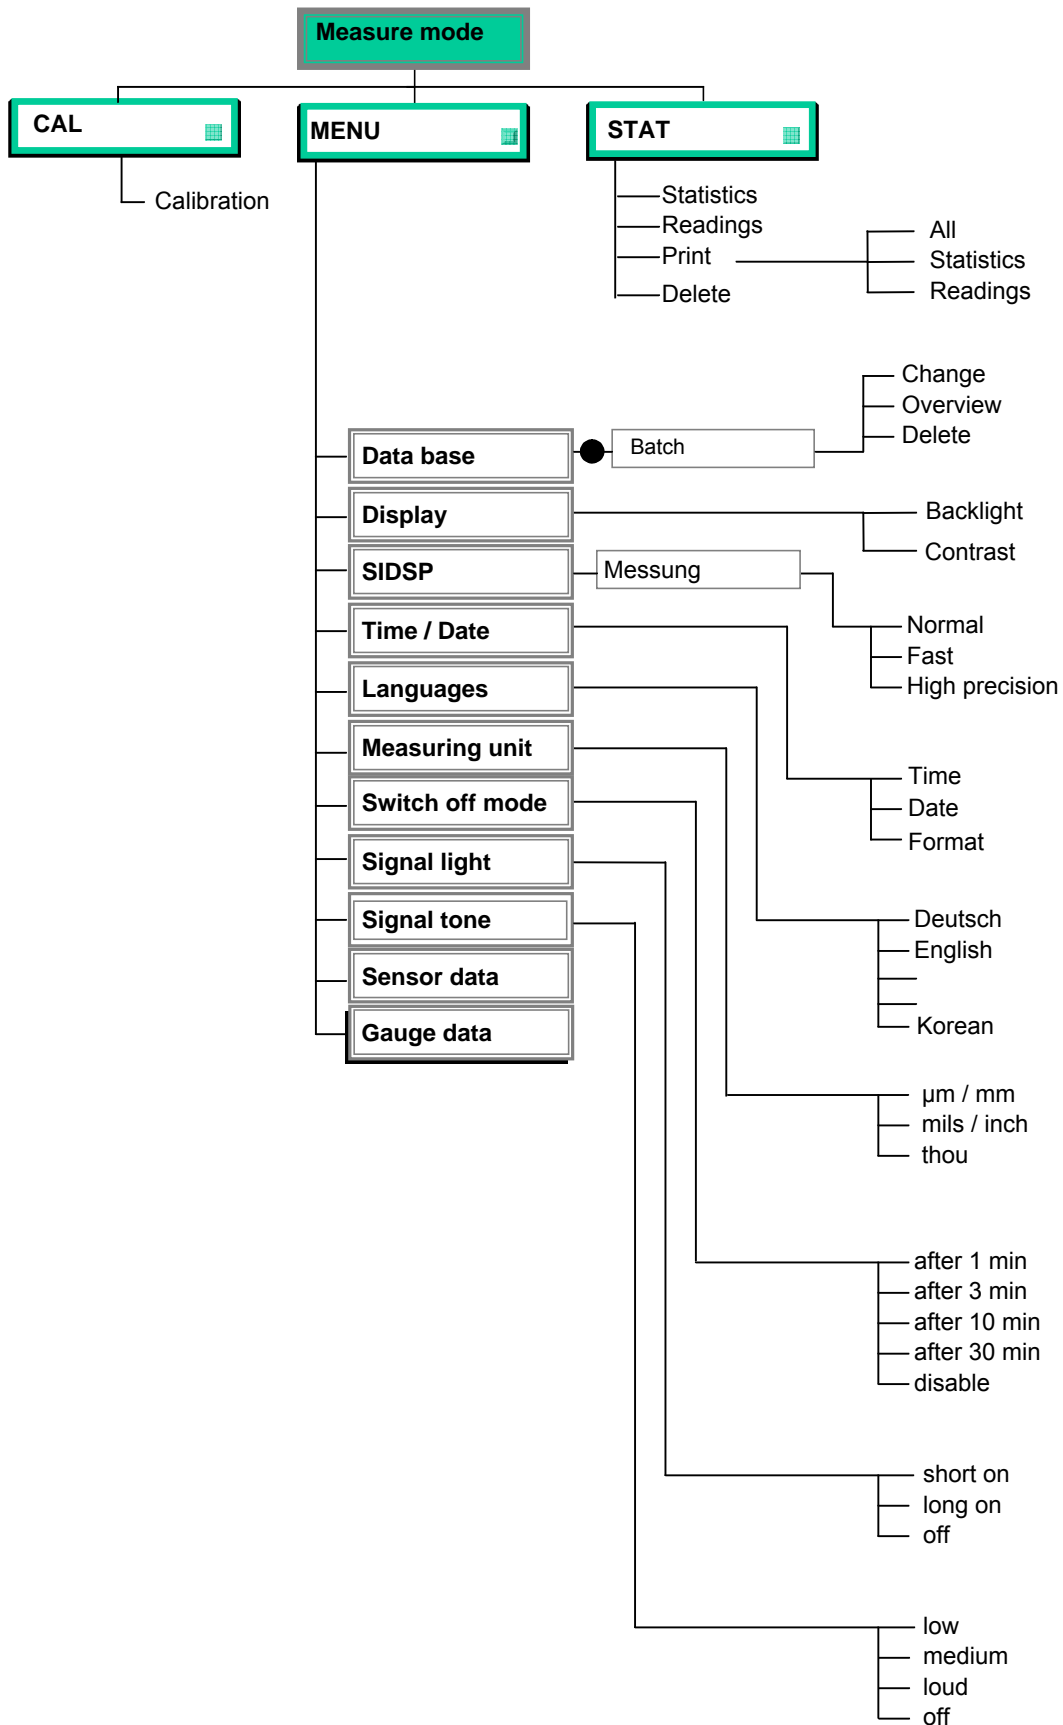 Measure mode
CAL
MENU
STAT
Calibration
Statistics
Readings
Print
Delete
All
Statistics
Readings
Data base
Batch
Change
Overview
Delete
Display
Backlight
Contrast
SIDSP
Messung
Normal
Fast
High precision
Time / Date
Time
Date
Format
Languages
Deutsch
English
Korean
Measuring unit
µm / mm
mils / inch
thou
Switch off mode
after 1 min
after 3 min
after 10 min
after 30 min
disable
Signal light
short on
long on
off
Signal tone
low
medium
loud
off
Sensor data
Gauge data